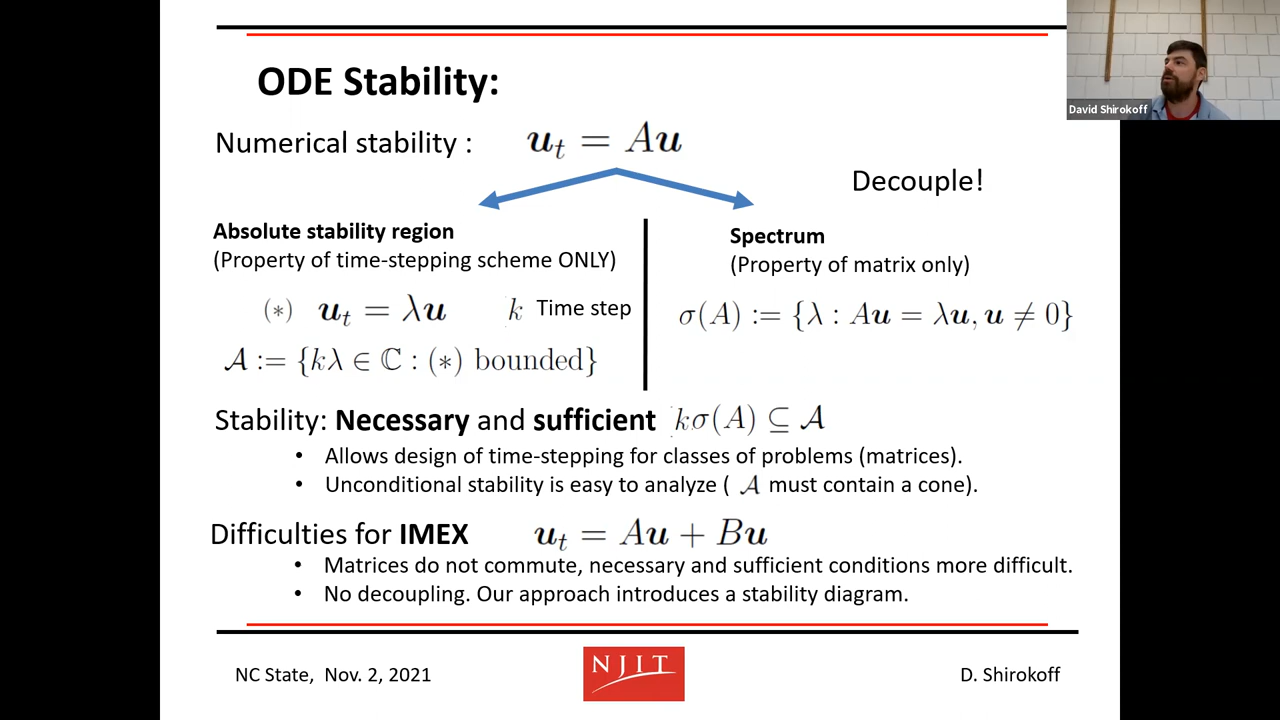 ODE Stability:
Numerical stability : 𝒖ₜ = A𝒖
Decouple!
Absolute stability region
(Property of time-stepping scheme ONLY)
(∗) 𝒖ₜ = λ𝒖 k Time step
𝒜 := {kλ ∈ ℂ : (∗) bounded}
Spectrum
(Property of matrix only)
σ(A) := {λ : A𝒖 = λ𝒖, 𝒖 ≠ 0}
Stability: Necessary and sufficient kσ(A) ⊆ 𝒜
• Allows design of time-stepping for classes of problems (matrices).
• Unconditional stability is easy to analyze ( 𝒜 must contain a cone).
Difficulties for IMEX 𝒖ₜ = A𝒖 + B𝒖
• Matrices do not commute, necessary and sufficient conditions more difficult.
• No decoupling. Our approach introduces a stability diagram.
NC State, Nov. 2, 2021
NJIT
D. Shirokoff
David Shirokoff